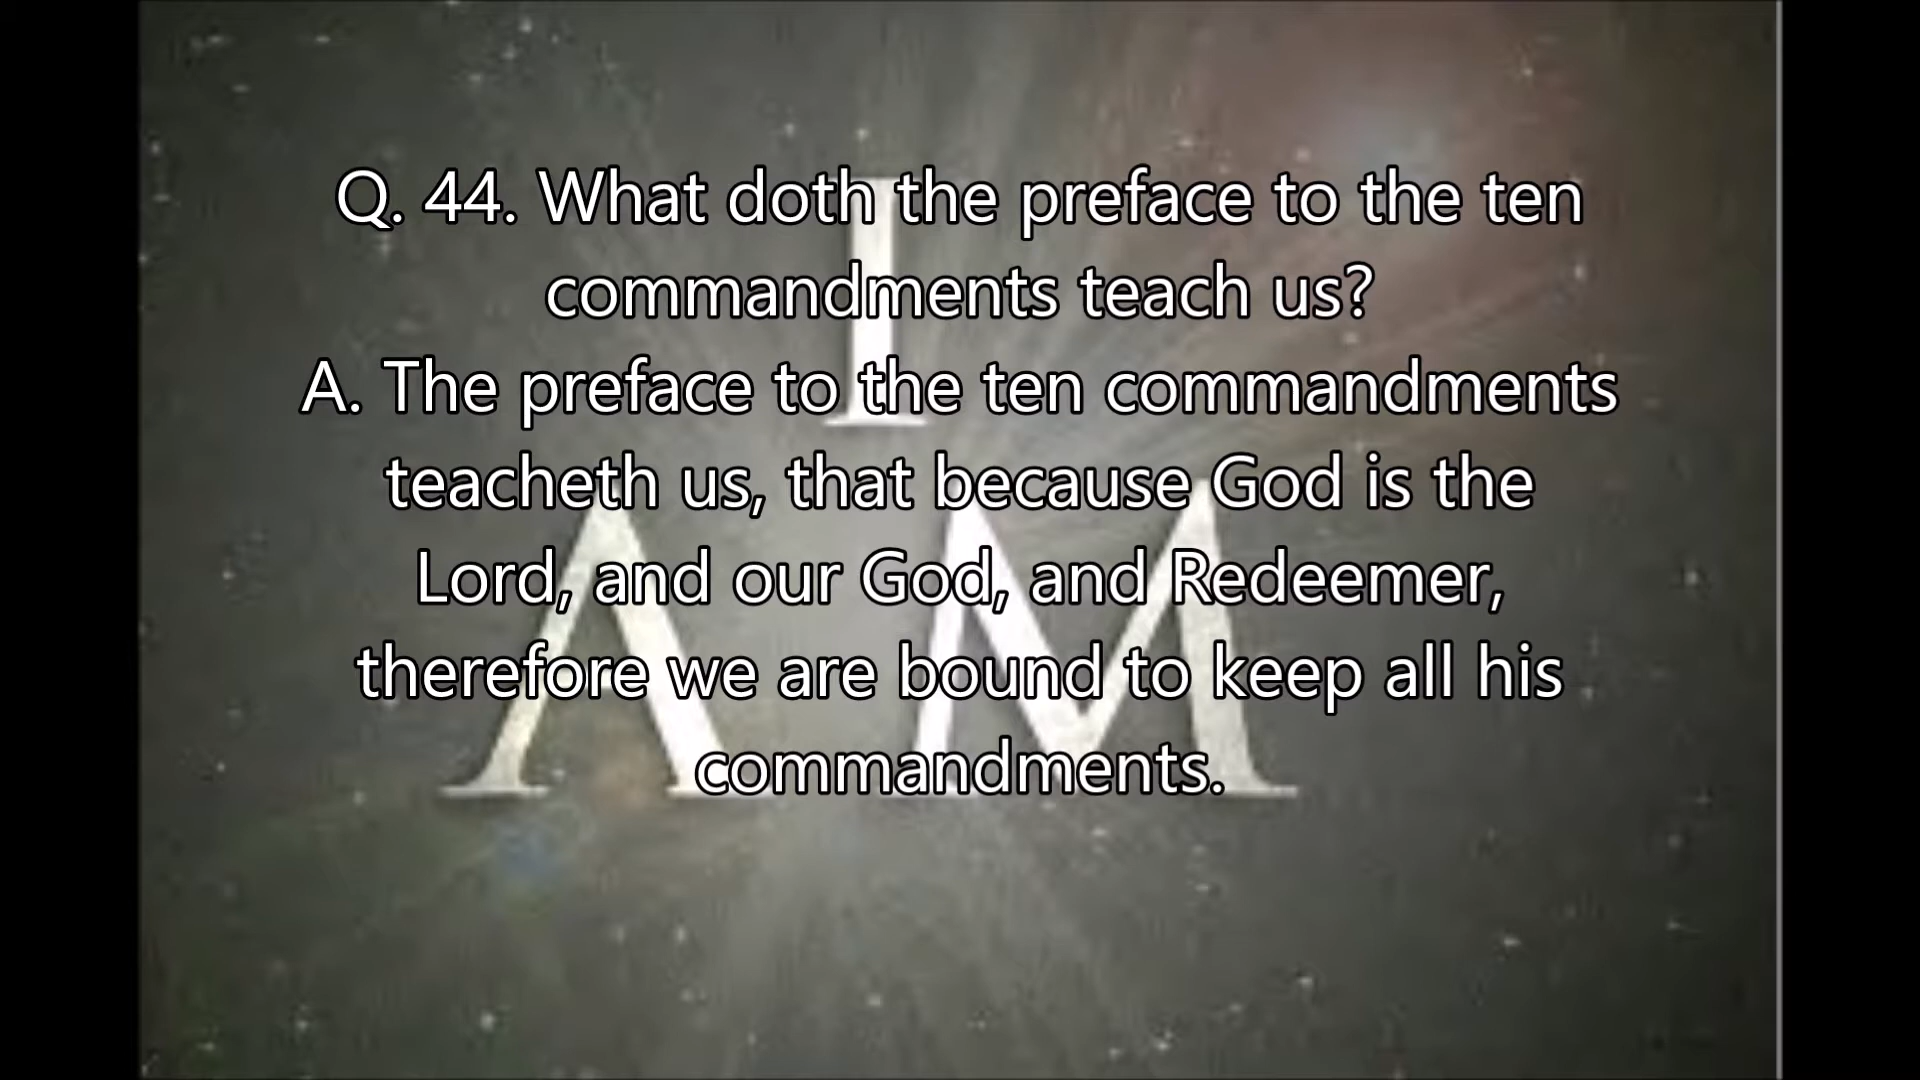 Q. 44. What doth the preface to the ten
commandments teach us?
A. The preface to the ten commandments
teacheth us, that because God is the
Lord, and our God, and Redeemer,
therefore we are bound to keep all his
commandments.
I
AM